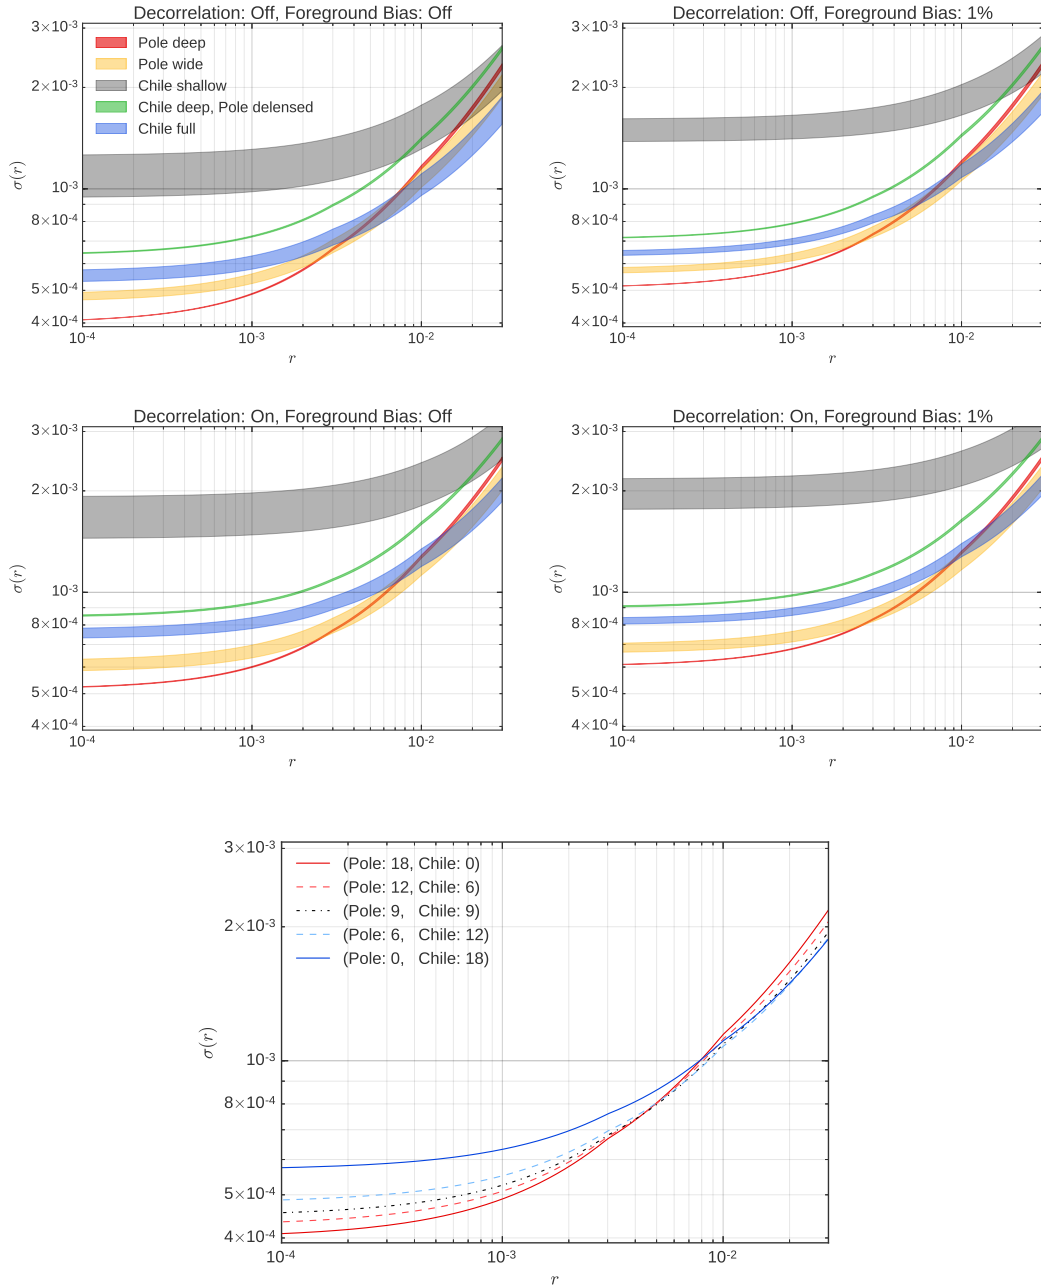 Decorrelation: Off, Foreground Bias: Off
3×10⁻³
2×10⁻³
10⁻³
8×10⁻⁴
5×10⁻⁴
4×10⁻⁴
σ(r)
Pole deep
Pole wide
Chile shallow
Chile deep, Pole delensed
Chile full
10⁻⁴ 10⁻³ 10⁻²
r
Decorrelation: Off, Foreground Bias: 1%
3×10⁻³
2×10⁻³
10⁻³
8×10⁻⁴
5×10⁻⁴
4×10⁻⁴
σ(r)
10⁻⁴ 10⁻³ 10⁻²
r
Decorrelation: On, Foreground Bias: Off
3×10⁻³
2×10⁻³
10⁻³
8×10⁻⁴
5×10⁻⁴
4×10⁻⁴
σ(r)
10⁻⁴ 10⁻³ 10⁻²
r
Decorrelation: On, Foreground Bias: 1%
3×10⁻³
2×10⁻³
10⁻³
8×10⁻⁴
5×10⁻⁴
4×10⁻⁴
σ(r)
10⁻⁴ 10⁻³ 10⁻²
r
3×10⁻³
2×10⁻³
10⁻³
8×10⁻⁴
5×10⁻⁴
4×10⁻⁴
σ(r)
(Pole: 18, Chile: 0)
(Pole: 12, Chile: 6)
(Pole: 9, Chile: 9)
(Pole: 6, Chile: 12)
(Pole: 0, Chile: 18)
10⁻⁴ 10⁻³ 10⁻²
r